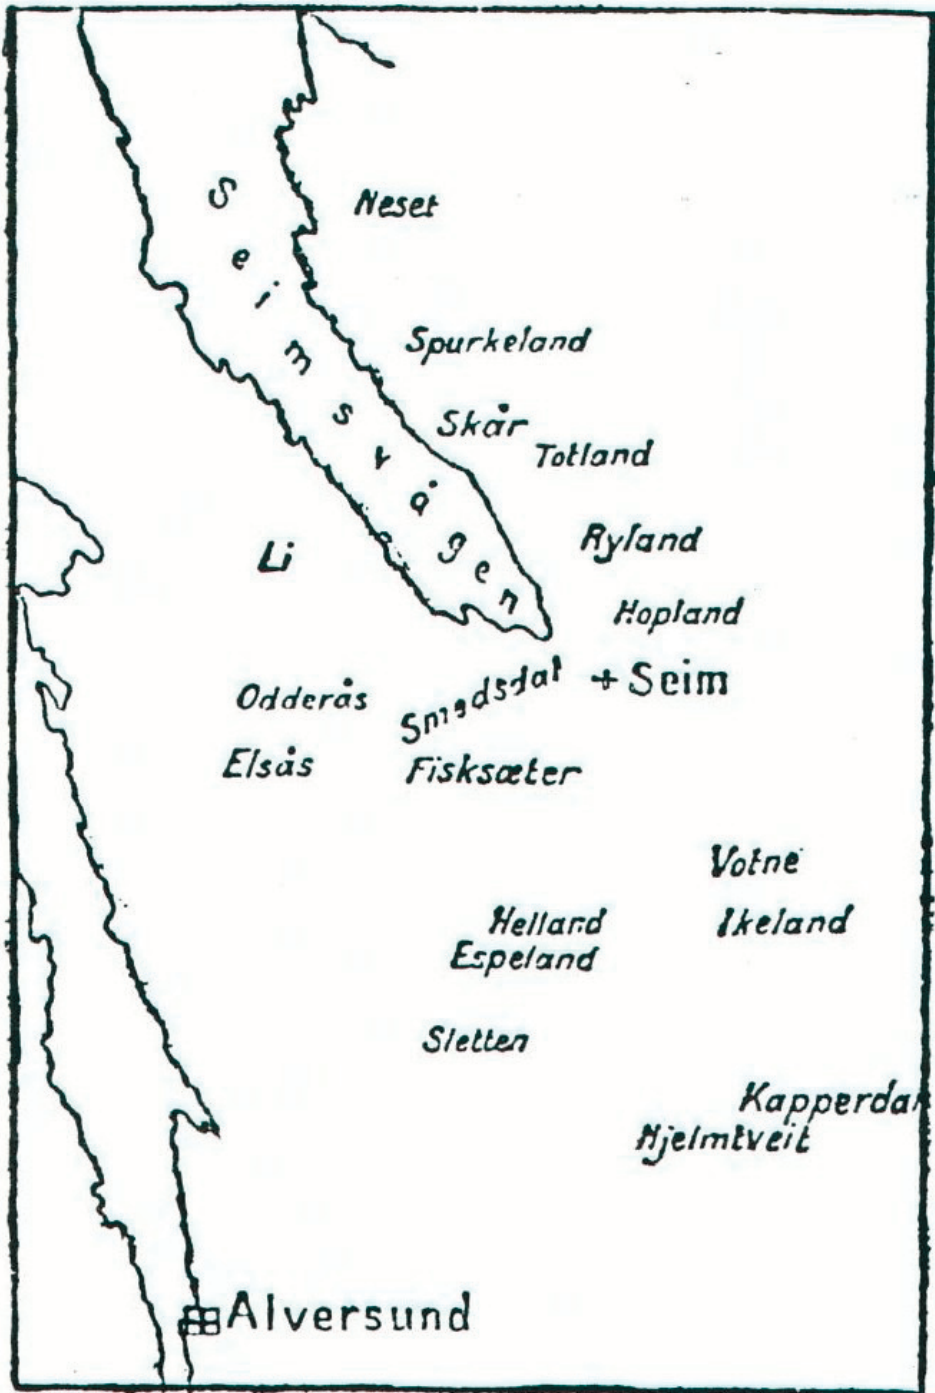 Seimsvågen
Neset
Spurkeland
Skår
Totland
Ryland
Li
Hopland
Seim
Smedsdal
Odderås
Elsås
Fisksæter
Votne
Helland
Ikeland
Espeland
Sletten
Kapperdal
Hjelmtveit
Alversund